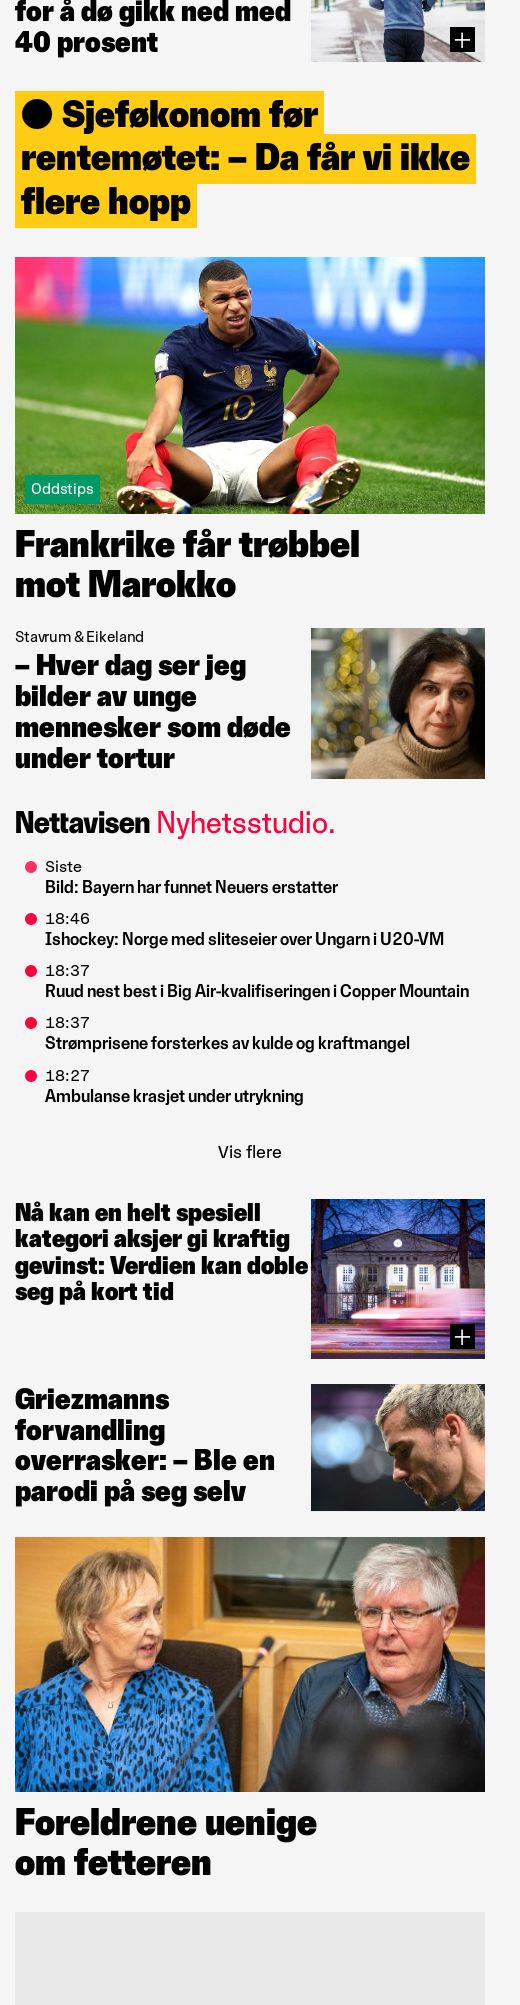 for å dø gikk ned med
40 prosent
Sjeføkonom før
rentemøtet: – Da får vi ikke
flere hopp
10
Oddstips
Frankrike får trøbbel
mot Marokko
Stavrum & Eikeland
– Hver dag ser jeg
bilder av unge
mennesker som døde
under tortur
Nettavisen Nyhetsstudio.
Siste
Bild: Bayern har funnet Neuers erstatter
18:46
Ishockey: Norge med sliteseier over Ungarn i U20-VM
18:37
Ruud nest best i Big Air-kvalifiseringen i Copper Mountain
18:37
Strømprisene forsterkes av kulde og kraftmangel
18:27
Ambulanse krasjet under utrykning
Vis flere
Nå kan en helt spesiell
kategori aksjer gi kraftig
gevinst: Verdien kan doble
seg på kort tid
Griezmanns
forvandling
overrasker: – Ble en
parodi på seg selv
Foreldrene uenige
om fetteren